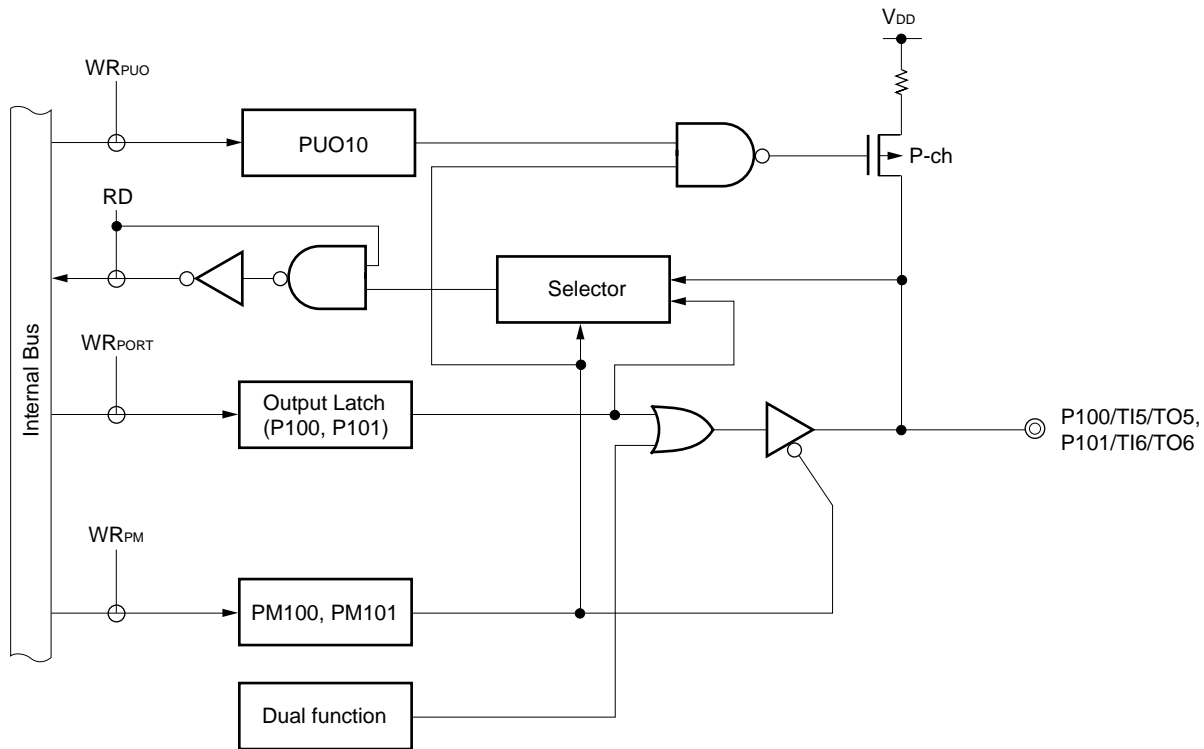 VDD
WRPUO
PUO10
P-ch
RD
Selector
Internal Bus
WRPORT
Output Latch
(P100, P101)
P100/TI5/TO5,
P101/TI6/TO6
WRPM
PM100, PM101
Dual function